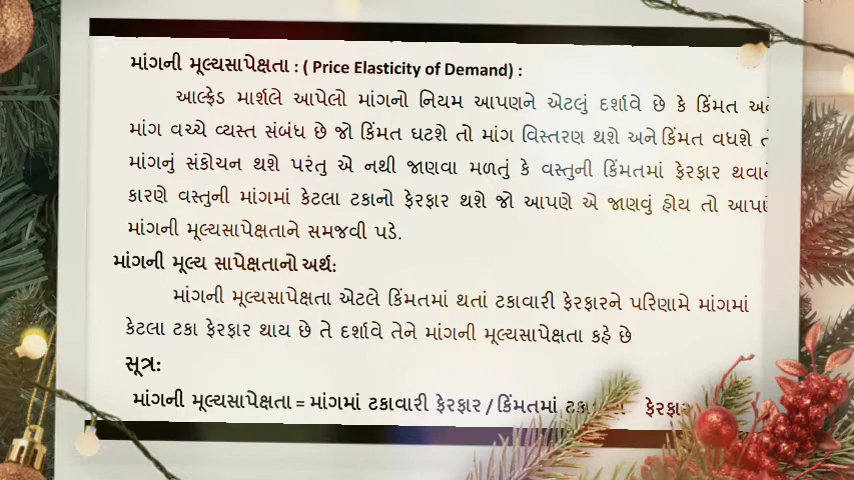 માંગની મૂલ્યસાપેક્ષતા : ( Price Elasticity of Demand) :
આલ્ફ્રેડ માર્શલે આપેલો માંગનો નિયમ આપણને એટલું દર્શાવે છે કે કિંમત
માંગ વચ્ચે વ્યસ્ત સંબંધ છે જો કિંમત ઘટશે તો માંગ વિસ્તરણ થશે અને કિંમત વધશે
માંગનું સંકોચન થશે પરંતુ એ નથી જાણવા મળતું કે વસ્તુની કિંમતમાં ફેરફાર
કારણે વસ્તુની માંગમાં કેટલા ટકાનો ફેરફાર થશે જો આપણે એ જાણવું હોય તો
માંગની મૂલ્યસાપેક્ષતાને સમજવી પડે.
માંગની મૂલ્ય સાપેક્ષતાનો અર્થ:
માંગની મૂલ્યસાપેક્ષતા એટલે કિંમતમાં થતાં ટકાવારી ફેરફારને પરિણામે માંગમાં
કેટલા ટકા ફેરફાર થાય છે તે દર્શાવે તેને માંગની મૂલ્યસાપેક્ષતા કહે છે
સૂત્ર:
માંગની મૂલ્યસાપેક્ષતા = માંગમાં ટકાવારી ફેરફાર / કિંમતમાં ફેરફાર